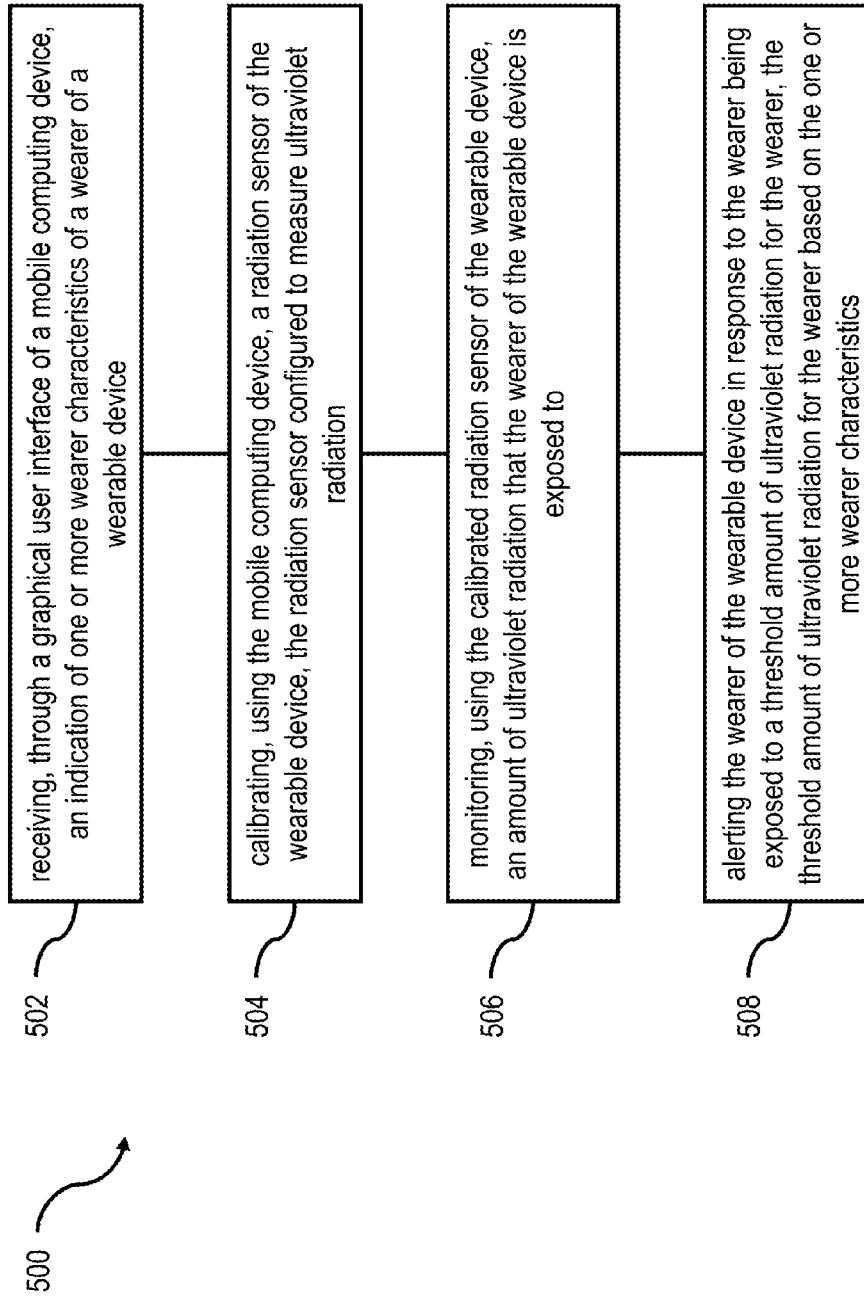 500
502
receiving, through a graphical user interface of a mobile computing device,
an indication of one or more wearer characteristics of a wearer of a
wearable device
504
calibrating, using the mobile computing device, a radiation sensor of the
wearable device, the radiation sensor configured to measure ultraviolet
radiation
506
monitoring, using the calibrated radiation sensor of the wearable device,
an amount of ultraviolet radiation that the wearer of the wearable device is
exposed to
508
alerting the wearer of the wearable device in response to the wearer being
exposed to a threshold amount of ultraviolet radiation for the wearer, the
threshold amount of ultraviolet radiation for the wearer based on the one or
more wearer characteristics